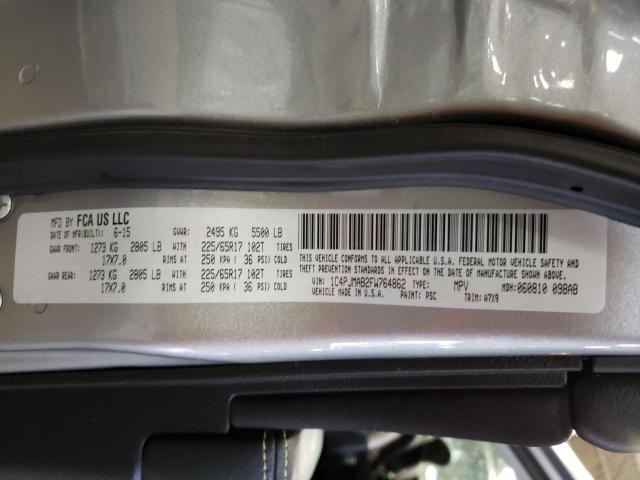 MFD BY FCA US LLC
DATE OF MFR(BUILT): 6-15 GVWR: 2495 KG 5500 LB
GAWR FRONT: 1273 KG 2805 LB WITH 225/65R17 102T TIRES
17X7.0 RIMS AT 250 KPA ( 36 PSI) COLD
GAWR REAR: 1273 KG 2805 LB WITH 225/65R17 102T TIRES
17X7.0 RIMS AT 250 KPA ( 36 PSI) COLD
THIS VEHICLE CONFORMS TO ALL APPLICABLE U.S.A. FEDERAL MOTOR VEHICLE SAFETY AND
THEFT PREVENTION STANDARDS IN EFFECT ON THE DATE OF MANUFACTURE SHOWN ABOVE.
VIN: 1C4PJMAB2FW764862 TYPE: MPV MDH: 060810 098AB
VEHICLE MADE IN U.S.A. PAINT: PSC TRIM: A7X9